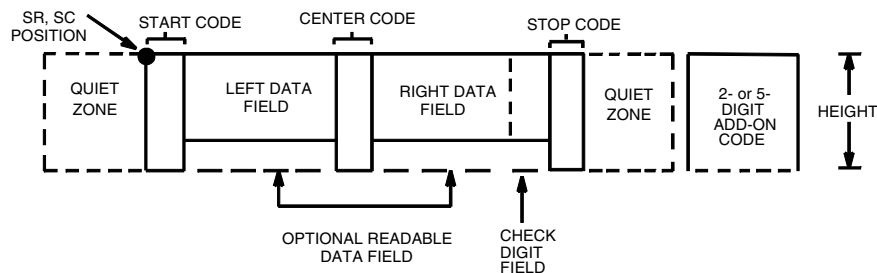 SR, SC
POSITION
START CODE
CENTER CODE
STOP CODE
QUIET
ZONE
LEFT DATA
FIELD
RIGHT DATA
FIELD
QUIET
ZONE
2- or 5-
DIGIT
ADD-ON
CODE
HEIGHT
OPTIONAL READABLE
DATA FIELD
CHECK
DIGIT
FIELD